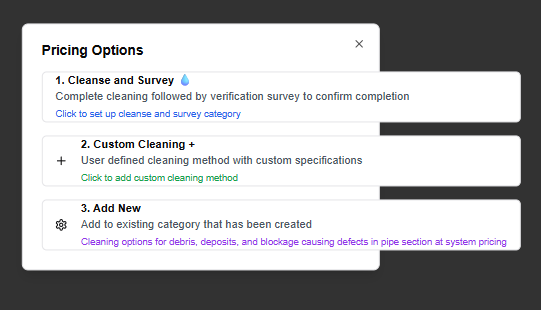 Pricing Options
1. Cleanse and Survey 💧
Complete cleaning followed by verification survey to confirm completion
Click to set up cleanse and survey category
2. Custom Cleaning +
User defined cleaning method with custom specifications
Click to add custom cleaning method
3. Add New
Add to existing category that has been created
Cleaning options for debris, deposits, and blockage causing defects in pipe section at system pricing